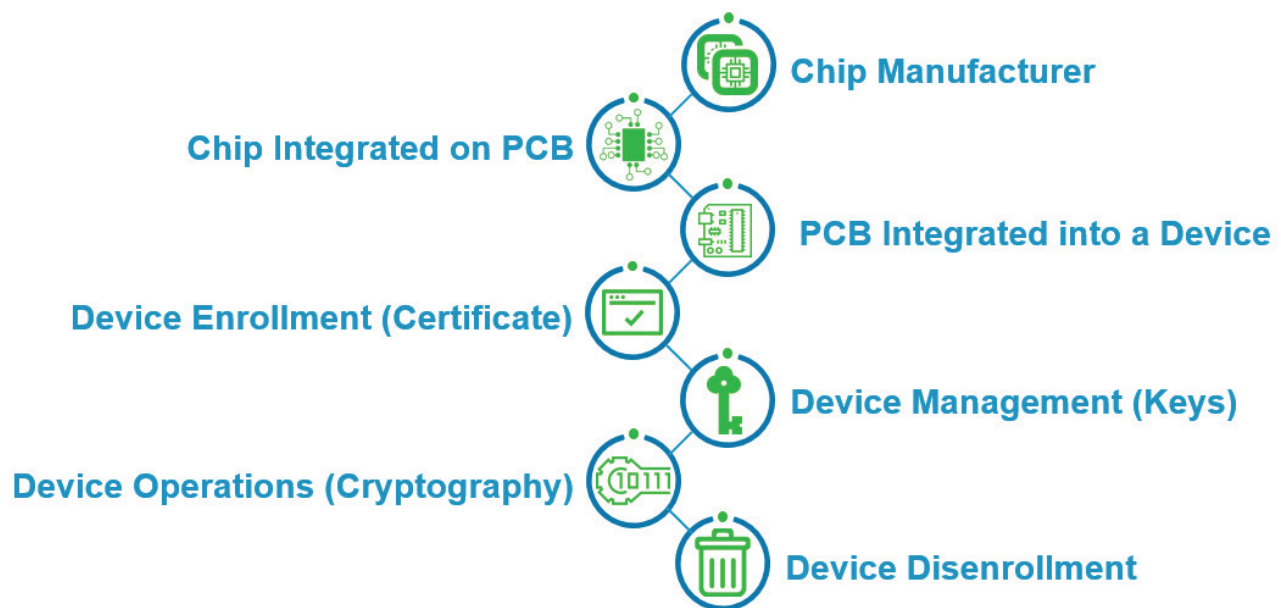 Chip Manufacturer
Chip Integrated on PCB
PCB Integrated into a Device
Device Enrollment (Certificate)
Device Management (Keys)
Device Operations (Cryptography)
10111
Device Disenrollment